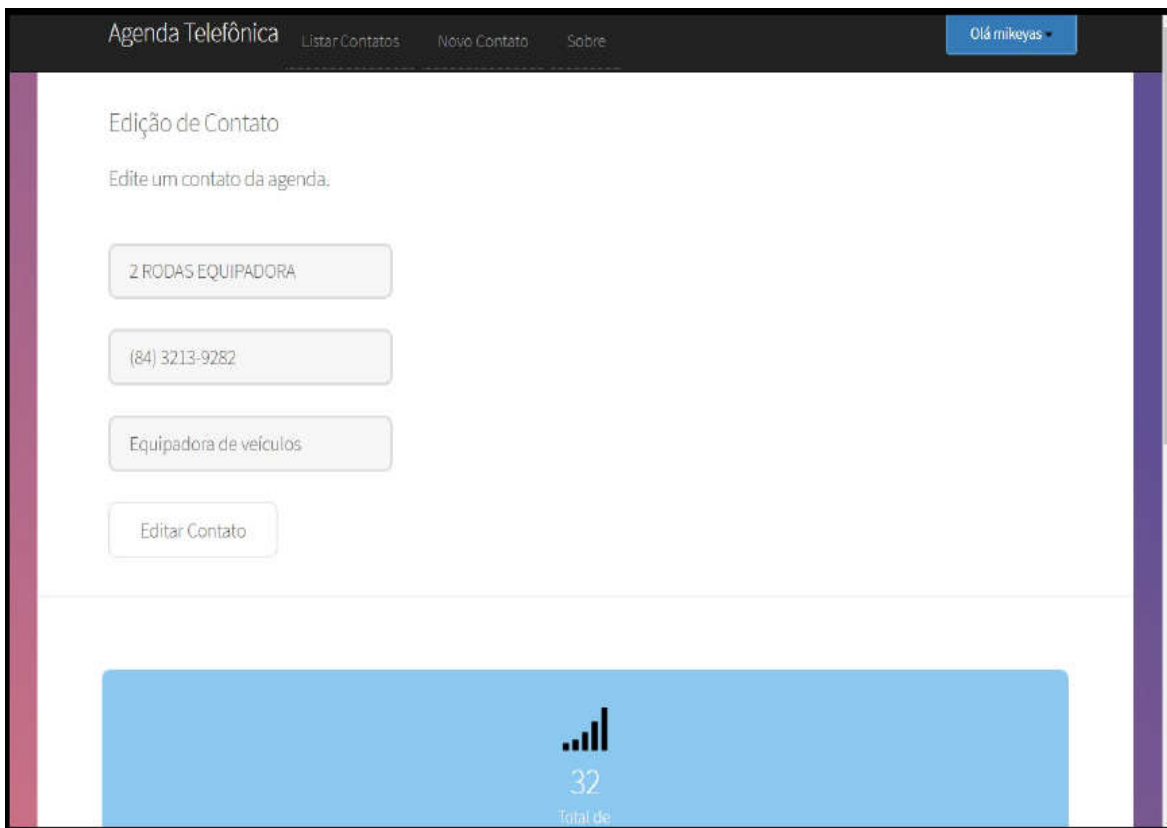 Agenda Telefônica Listar Contatos Novo Contato Sobre Olá mikeyas
Edição de Contato
Edite um contato da agenda.
2 RODAS EQUIPADORA
(84) 3213-9282
Equipadora de veículos
Editar Contato
32
Total de